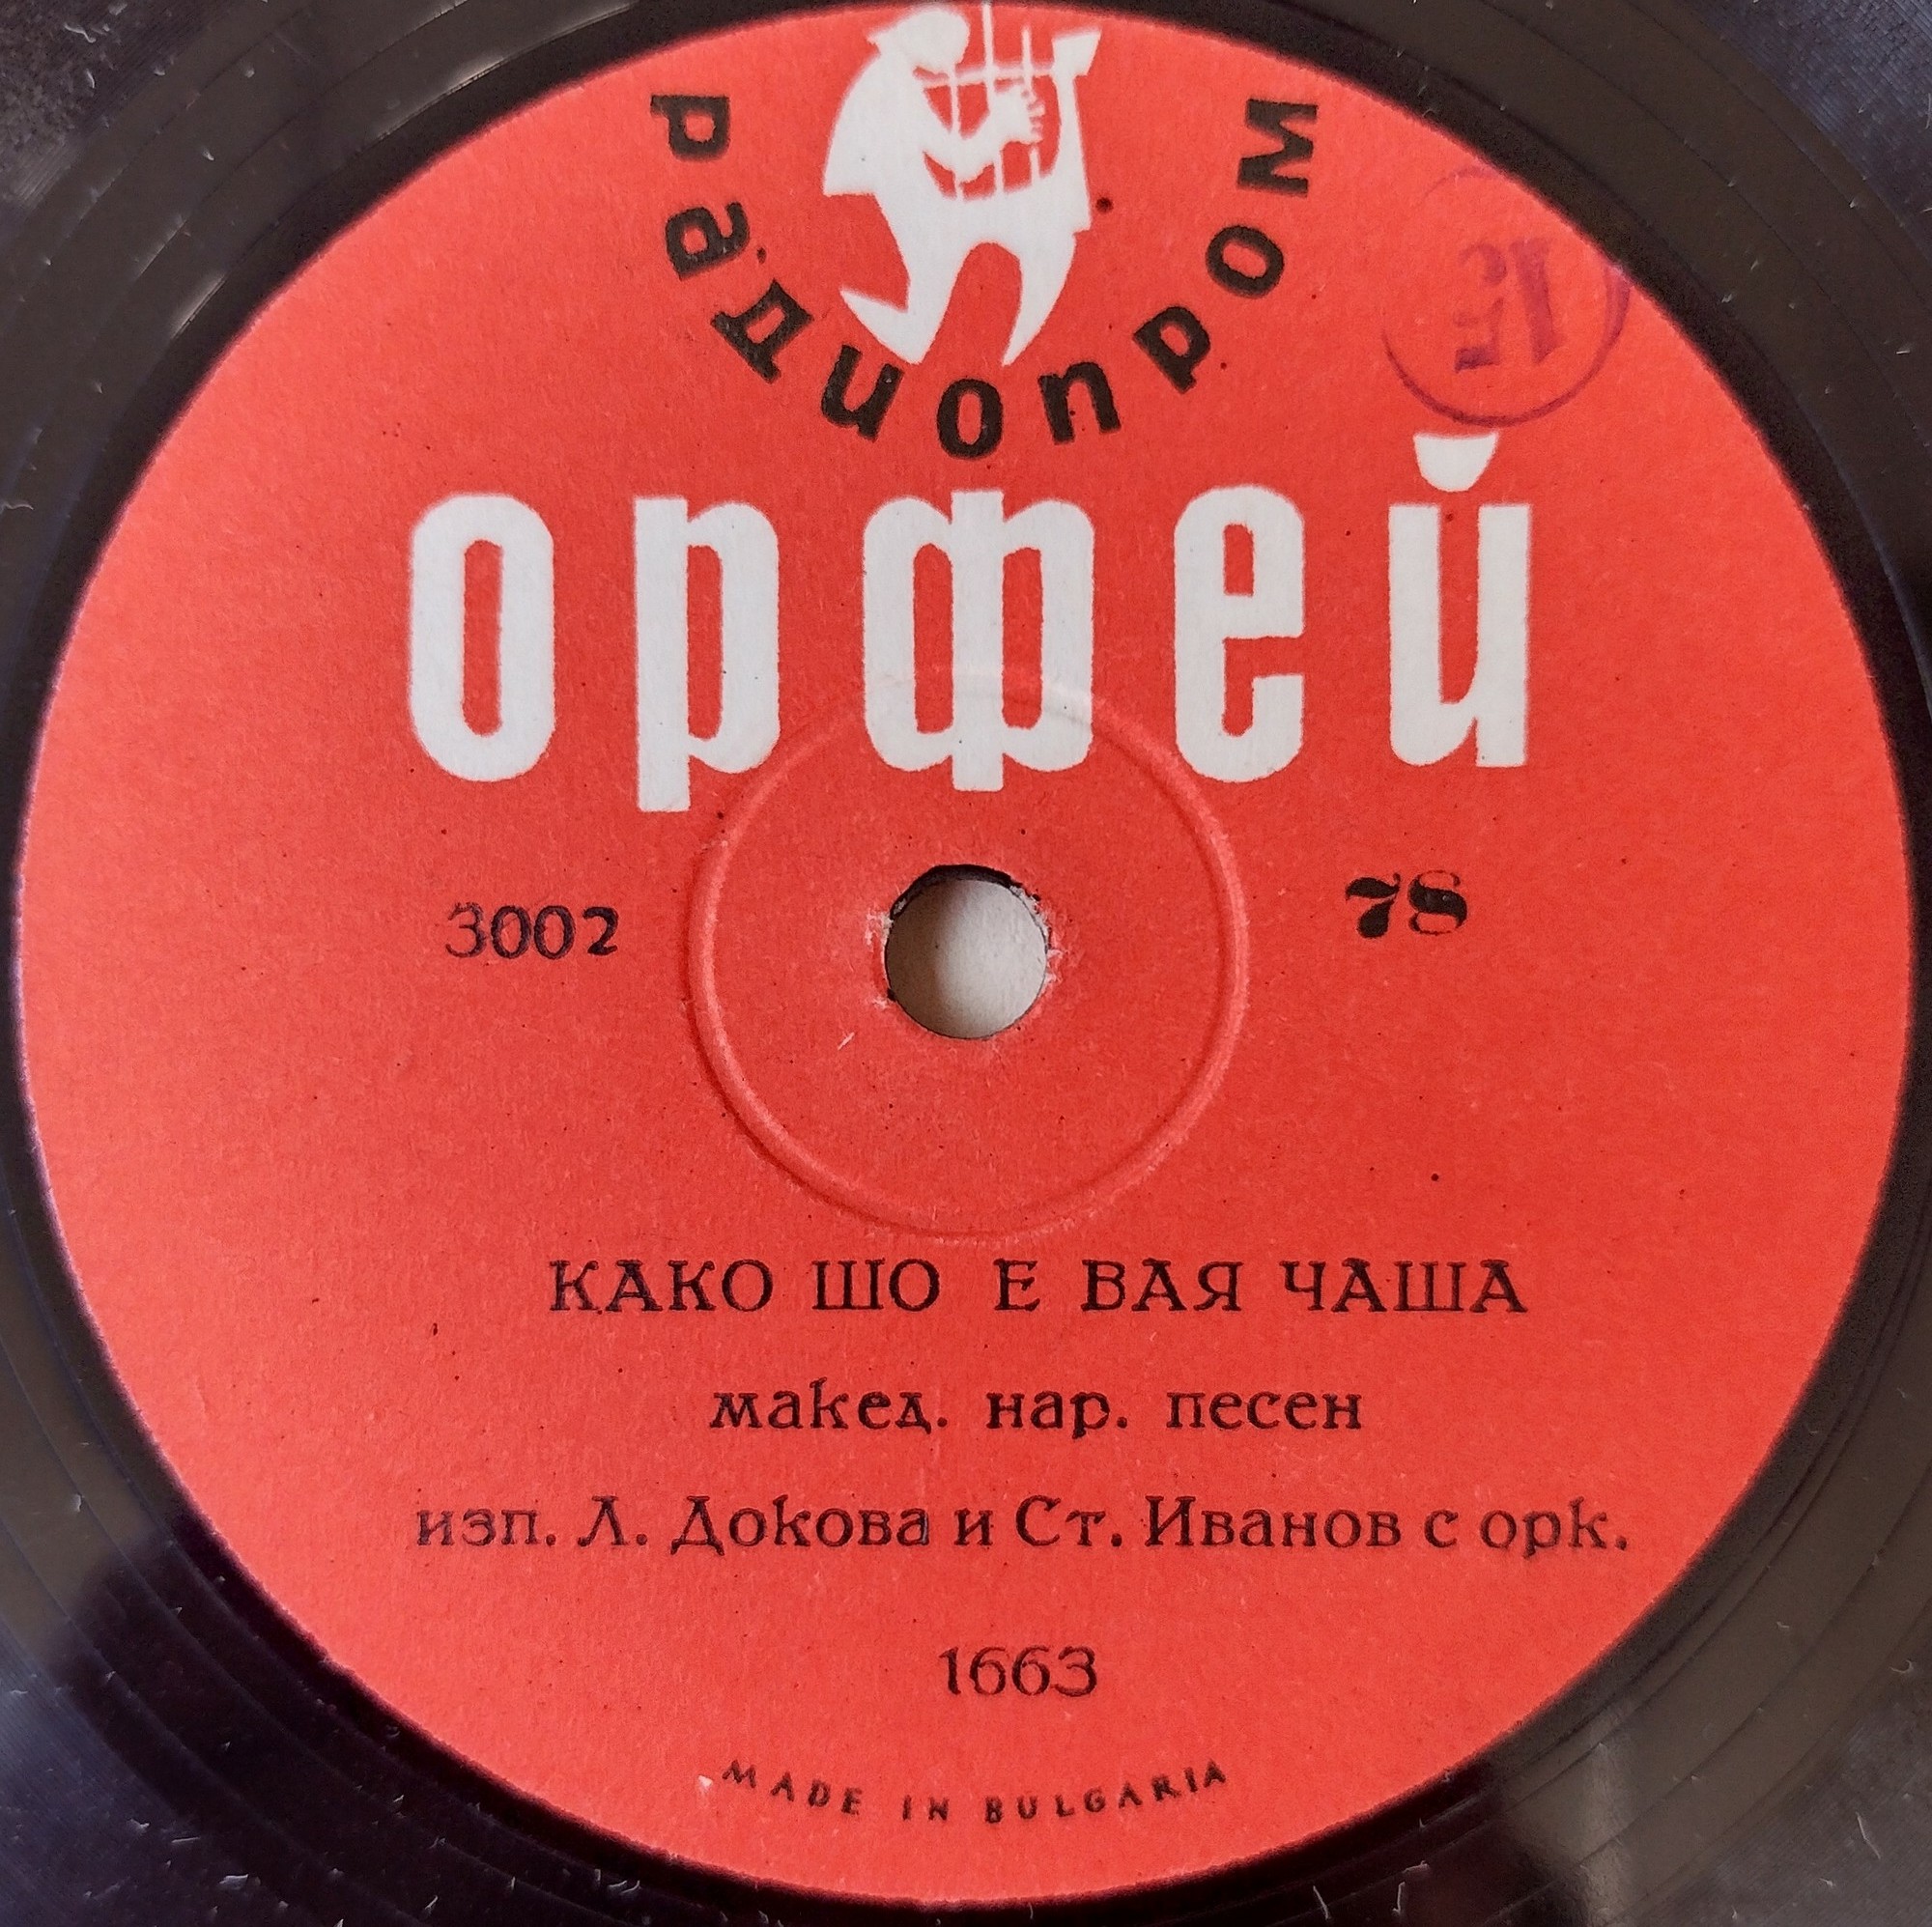 радиопром
орфей
3002 78
КАКО ШО Е ВАЯ ЧАША
макед. нар. песен
изп. Л. Докова и Ст. Иванов с орк.
1663
MADE IN BULGARIA